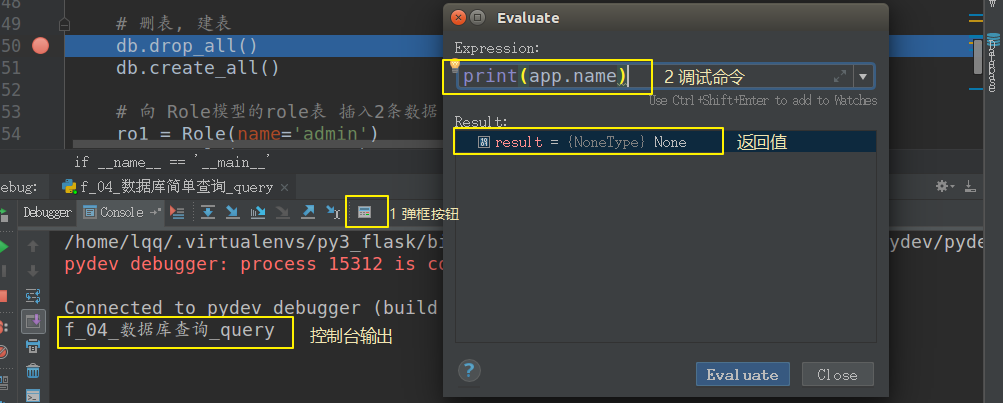 48
49 # 删表, 建表
50 db.drop_all()
51 db.create_all()
52
53 # 向 Role模型的role表 插入2条数据
54 ro1 = Role(name='admin')
if __name__ == '__main__'
ebug: f_04_数据库简单查询_query
Debugger Console
1 弹框按钮
/home/lqq/.virtualenvs/py3_flask/bi
ydev/pyde
pydev debugger: process 15312 is co
Connected to pydev debugger (build
f_04_数据库查询_query
控制台输出
Evaluate
Expression:
print(app.name) 2 调试命令
Use Ctrl+Shift+Enter to add to Watches
Result:
result = {NoneType} None 返回值
Evaluate Close